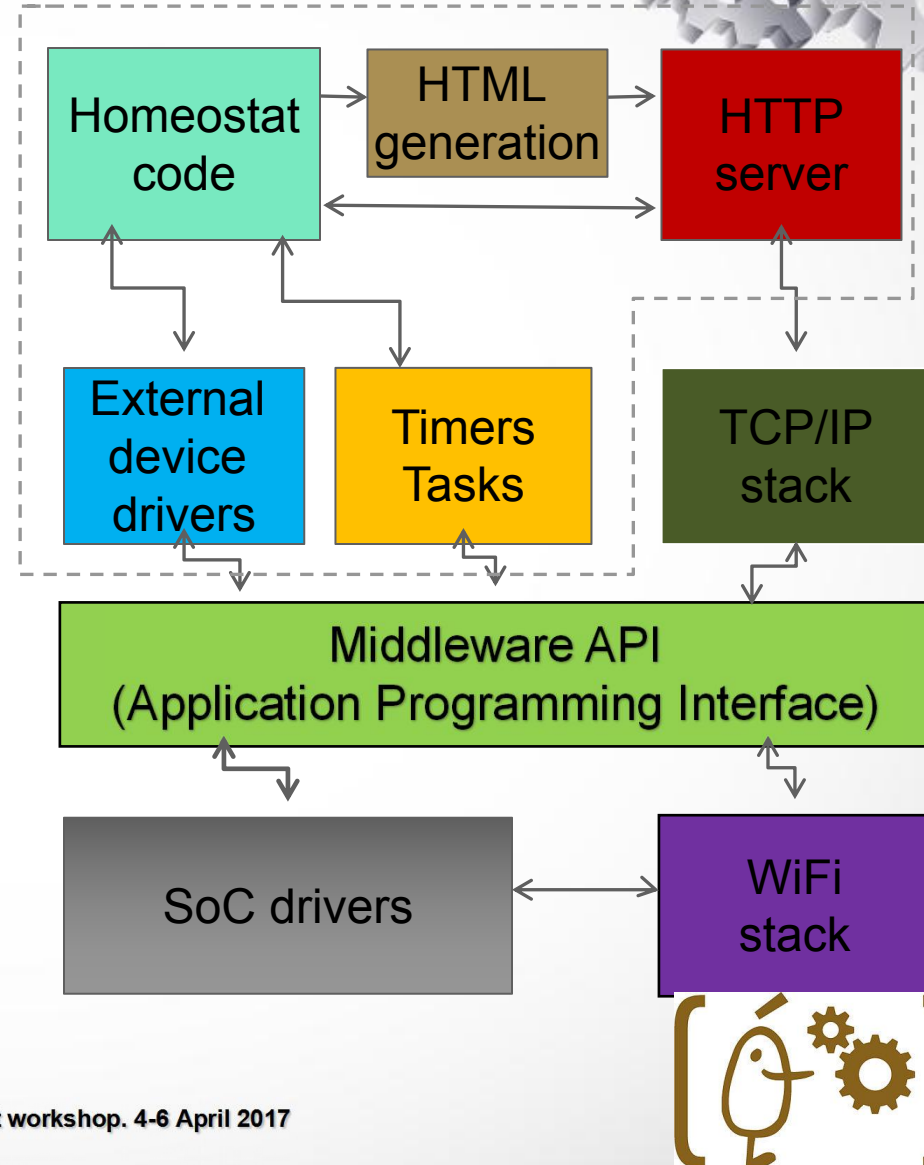 Homeostat
code
HTML
generation
HTTP
server
External
device
drivers
Timers
Tasks
TCP/IP
stack
Middleware API
(Application Programming Interface)
SoC drivers
WiFi
stack
workshop. 4-6 April 2017